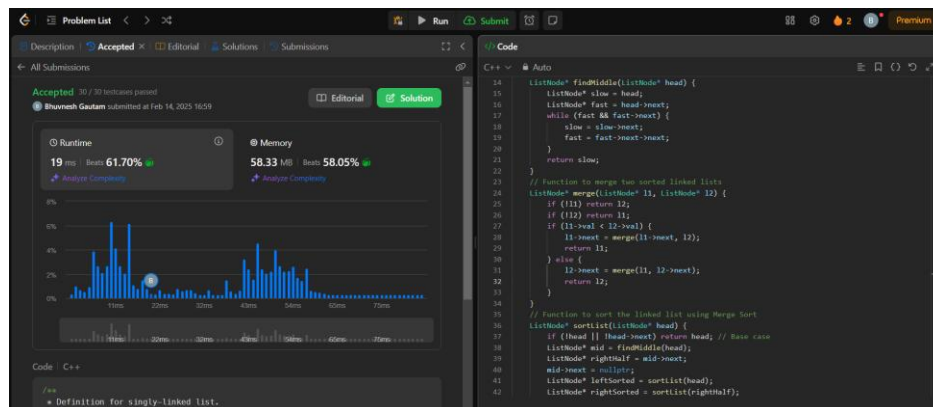 Problem List
Run
Submit
2
B
Premium
Description
Accepted
Editorial
Solutions
Submissions
Code
All Submissions
C++
Auto
Accepted 30 / 30 testcases passed
Bhuvnesh Gautam submitted at Feb 14, 2025 16:59
Editorial
Solution
Runtime
19 ms Beats 61.70%
Analyze Complexity
Memory
58.33 MB Beats 58.05%
Analyze Complexity
8%
6%
4%
2%
0%
B
11ms 22ms 32ms 43ms 54ms 65ms 75ms
11ms 22ms 32ms 43ms 54ms 65ms 75ms
Code C++
/**
* Definition for singly-linked list.
14 ListNode* findMiddle(ListNode* head) {
15 ListNode* slow = head;
16 ListNode* fast = head->next;
17 while (fast && fast->next) {
18 slow = slow->next;
19 fast = fast->next->next;
20 }
21 return slow;
22 }
23 // Function to merge two sorted linked lists
24 ListNode* merge(ListNode* l1, ListNode* l2) {
25 if (!l1) return l2;
26 if (!l2) return l1;
27 if (l1->val < l2->val) {
28 l1->next = merge(l1->next, l2);
29 return l1;
30 } else {
31 l2->next = merge(l1, l2->next);
32 return l2;
33 }
34 }
35 // Function to sort the linked list using Merge Sort
36 ListNode* sortList(ListNode* head) {
37 if (!head || !head->next) return head; // Base case
38 ListNode* mid = findMiddle(head);
39 ListNode* rightHalf = mid->next;
40 mid->next = nullptr;
41 ListNode* leftSorted = sortList(head);
42 ListNode* rightSorted = sortList(rightHalf);